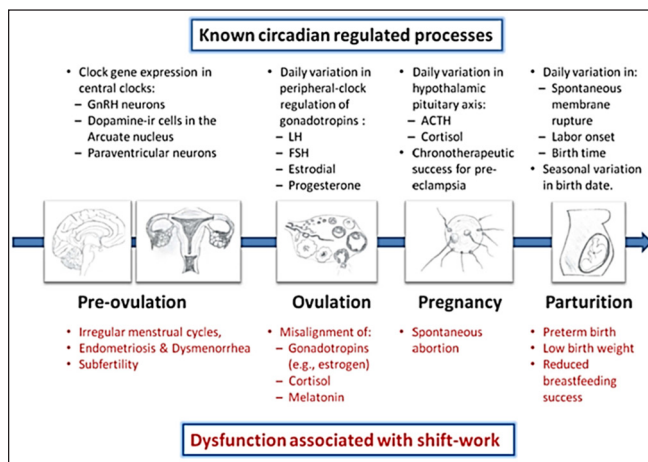 Known circadian regulated processes
• Clock gene expression in
central clocks:
– GnRH neurons
– Dopamine-ir cells in the
Arcuate nucleus
– Paraventricular neurons
• Daily variation in
peripheral-clock
regulation of
gonadotropins :
– LH
– FSH
– Estrodial
– Progesterone
• Daily variation in
hypothalamic
pituitary axis:
– ACTH
– Cortisol
• Chronotherapeutic
success for pre-
eclampsia
• Daily variation in:
– Spontaneous
membrane
rupture
– Labor onset
– Birth time
• Seasonal variation
in birth date.
Pre-ovulation
Ovulation
Pregnancy
Parturition
• Irregular menstrual cycles,
• Endometriosis & Dysmenorrhea
• Subfertility
• Misalignment of:
– Gonadotropins
(e.g., estrogen)
– Cortisol
– Melatonin
• Spontaneous
abortion
• Preterm birth
• Low birth weight
• Reduced
breastfeeding
success
Dysfunction associated with shift-work